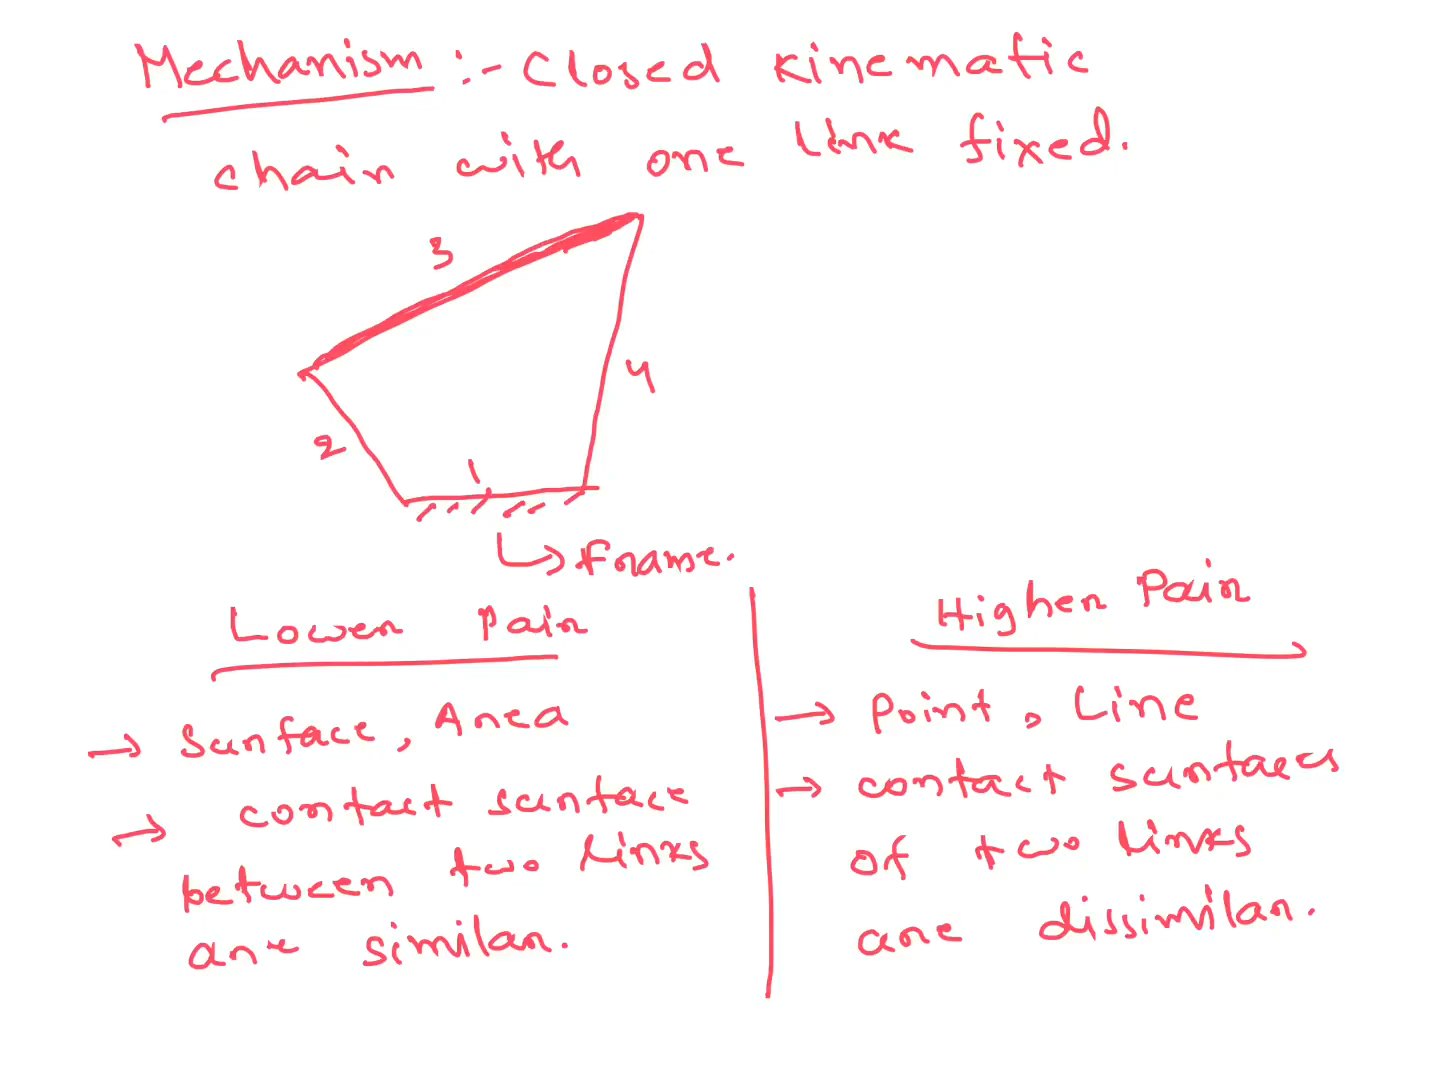 Mechanism :- Closed kinematic
chain with one link fixed.
3
4
2
1
frame.
Lower Pair
→ Surface, Area
→ contact surface
between two links
are similar.
Higher Pair
→ Point, Line
→ contact surfaces
of two links
are dissimilar.